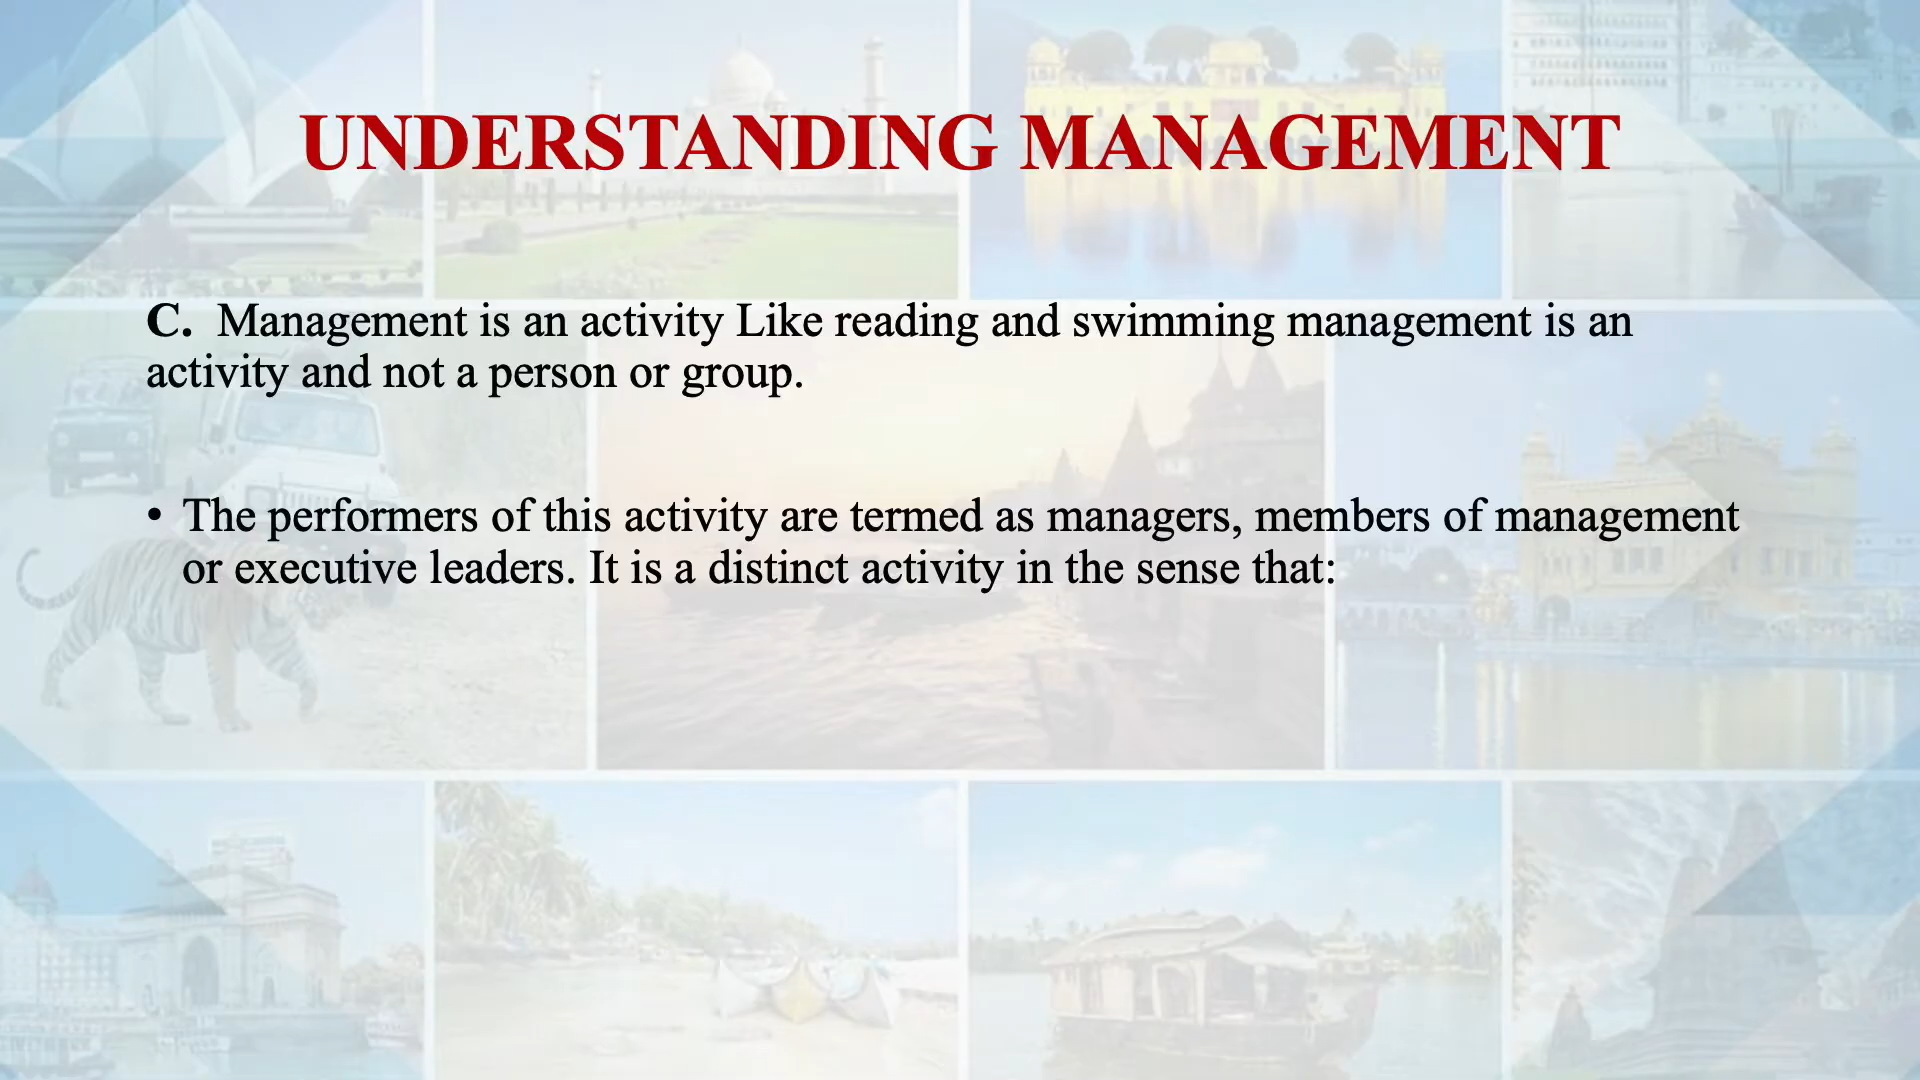 UNDERSTANDING MANAGEMENT
C. Management is an activity Like reading and swimming management is an
activity and not a person or group.
• The performers of this activity are termed as managers, members of management
or executive leaders. It is a distinct activity in the sense that: